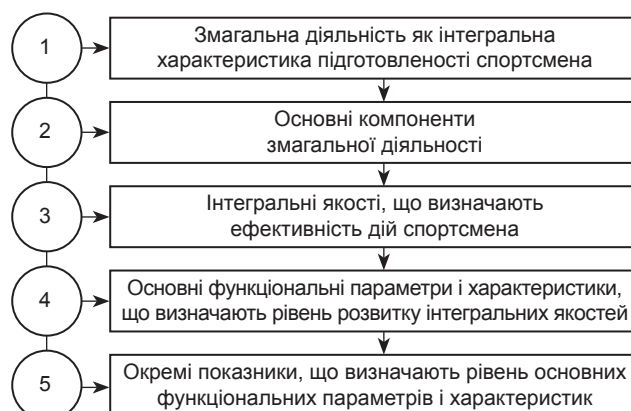 1
Змагальна діяльність як інтегральна
характеристика підготовленості спортсмена
2
Основні компоненти
змагальної діяльності
3
Інтегральні якості, що визначають
ефективність дій спортсмена
4
Основні функціональні параметри і характеристики,
що визначають рівень розвитку інтегральних якостей
5
Окремі показники, що визначають рівень основних
функціональних параметрів і характеристик